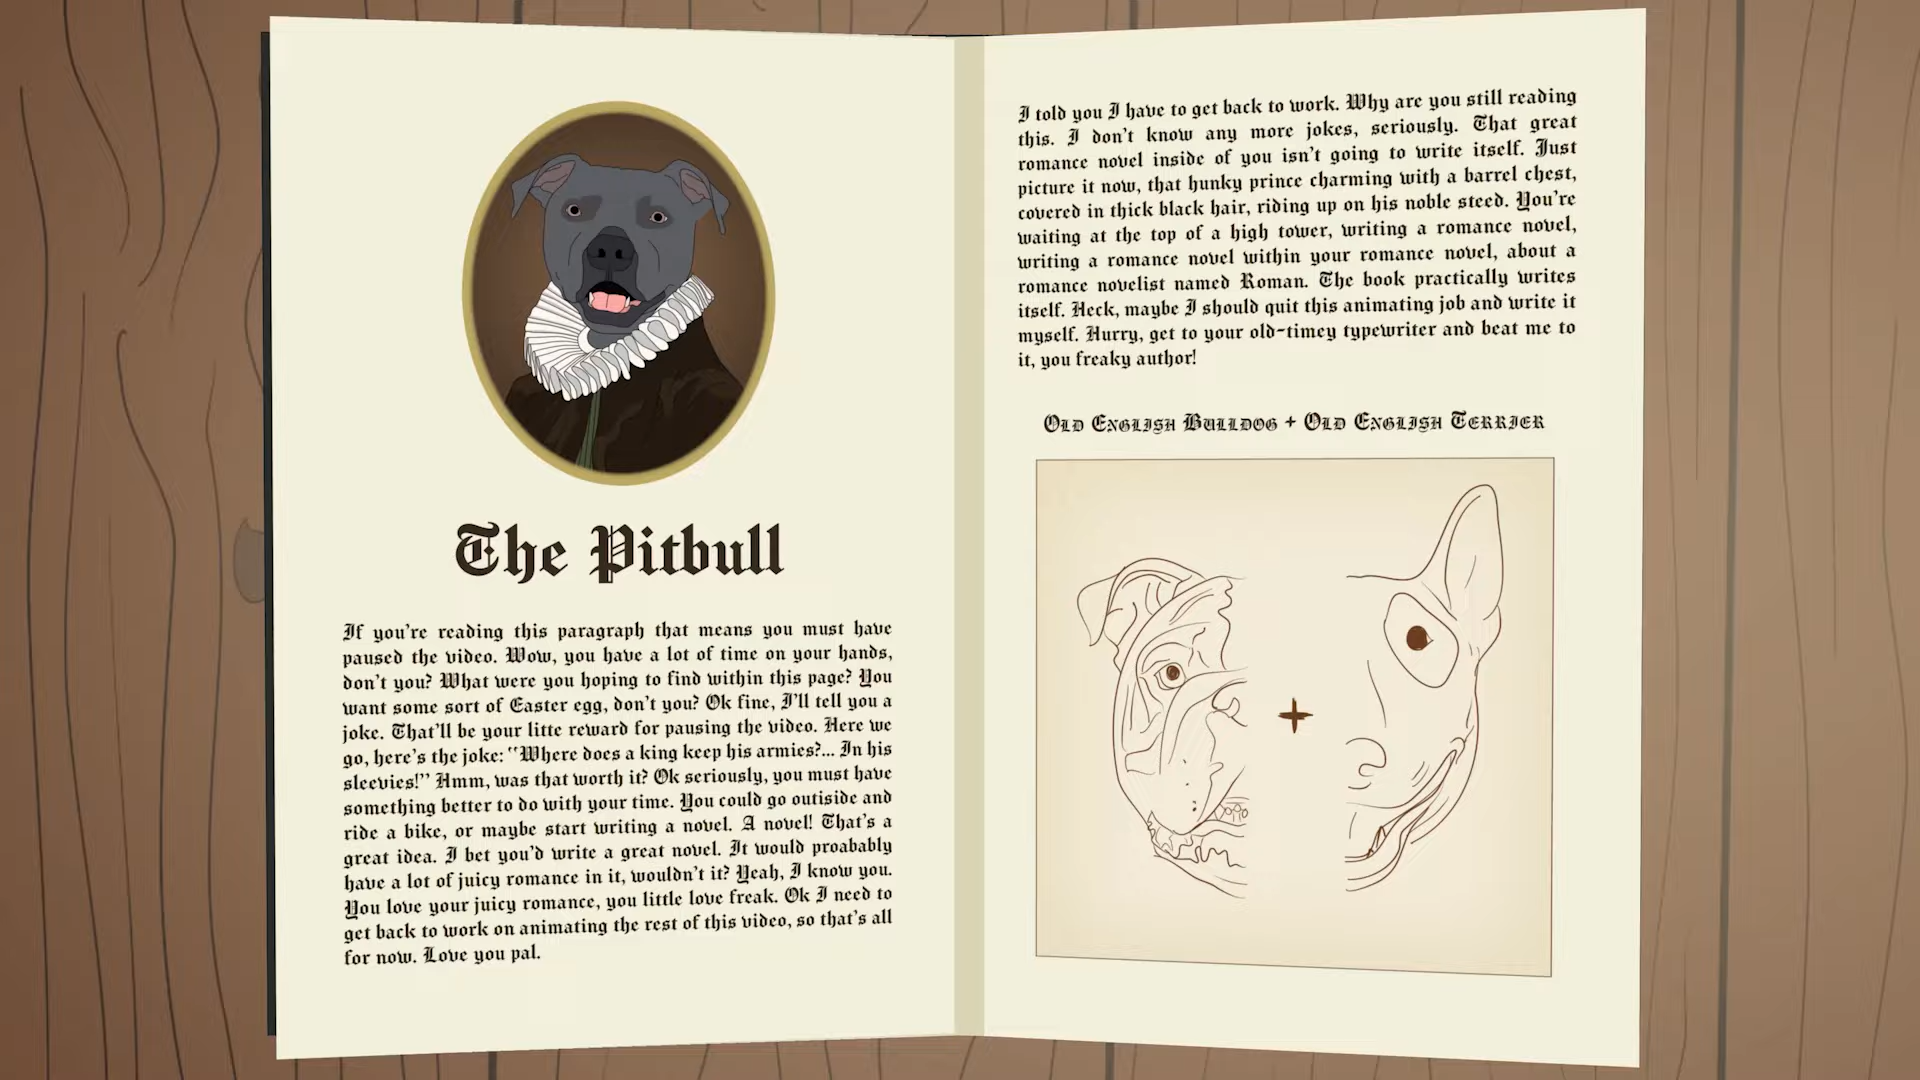 The Pitbull
If you're reading this paragraph that means you must have
paused the video. Wow, you have a lot of time on your hands,
don't you? What were you hoping to find within this page? You
want some sort of Easter egg, don't you? Ok fine, I'll tell you a
joke. That'll be your litte reward for pausing the video. Here we
go, here's the joke: "Where does a king keep his armies?... In his
sleevies!" Hmm, was that worth it? Ok seriously, you must have
something better to do with your time. You could go outiside and
ride a bike, or maybe start writing a novel. A novel! That's a
great idea. I bet you'd write a great novel. It would proabably
have a lot of juicy romance in it, wouldn't it? Yeah, I know you.
You love your juicy romance, you little love freak. Ok I need to
get back to work on animating the rest of this video, so that's all
for now. Love you pal.
I told you I have to get back to work. Why are you still reading
this. I don't know any more jokes, seriously. That great
romance novel inside of you isn't going to write itself. Just
picture it now, that hunky prince charming with a barrel chest,
covered in thick black hair, riding up on his noble steed. You're
waiting at the top of a high tower, writing a romance novel,
writing a romance novel within your romance novel, about a
romance novelist named Roman. The book practically writes
itself. Heck, maybe I should quit this animating job and write it
myself. Hurry, get to your old-timey typewriter and beat me to
it, you freaky author!
Old English Bulldog + Old English Terrier
+